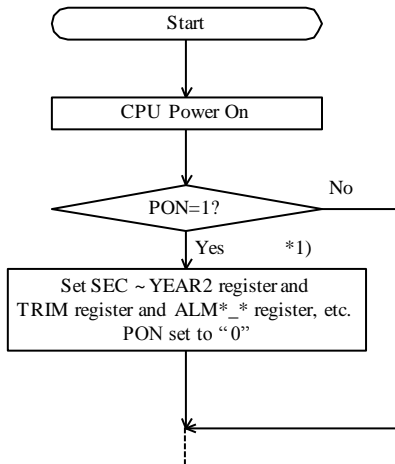 Start
CPU Power On
PON=1?
No
Yes
*1)
Set SEC ~ YEAR2 register and
TRIM register and ALM*_* register, etc.
PON set to “0”